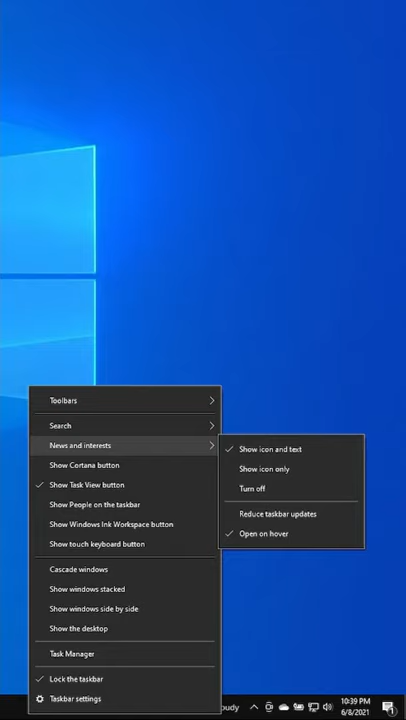 Toolbars
Search
News and interests
Show Cortana button
Show Task View button
Show People on the taskbar
Show Windows Ink Workspace button
Show touch keyboard button
Cascade windows
Show windows stacked
Show windows side by side
Show the desktop
Task Manager
Lock the taskbar
Taskbar settings
Show icon and text
Show icon only
Turn off
Reduce taskbar updates
Open on hover
oudy
10:39 PM
6/8/2021
1